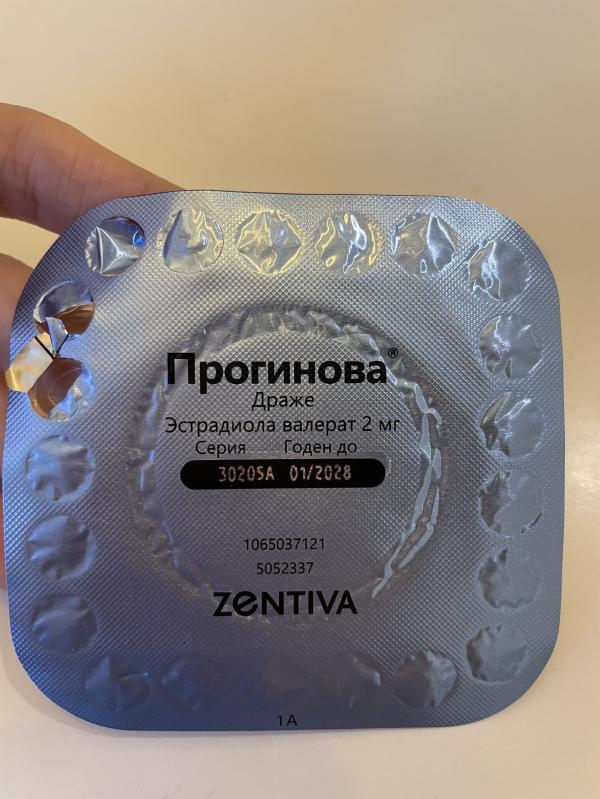 Прогинова®
Драже
Эстрадиола валерат 2 мг
Серия Годен до
30205A 01/2028
1065037121
5052337
ZENTIVA
1A